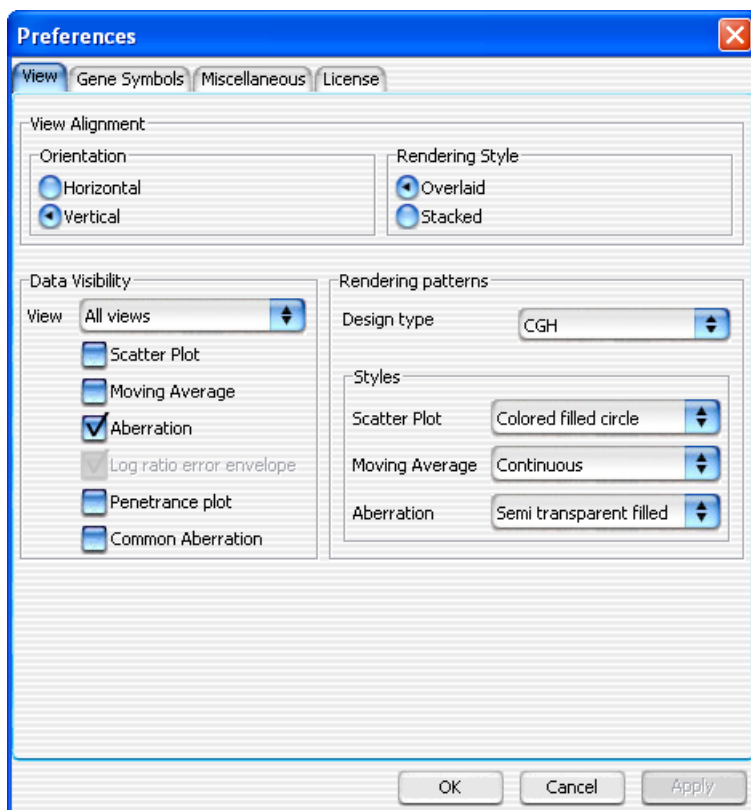 Preferences
View Gene Symbols Miscellaneous License
View Alignment
Orientation
Horizontal
Vertical
Rendering Style
Overlaid
Stacked
Data Visibility
View All views
Scatter Plot
Moving Average
Aberration
Log ratio error envelope
Penetrance plot
Common Aberration
Rendering patterns
Design type CGH
Styles
Scatter Plot Colored filled circle
Moving Average Continuous
Aberration Semi transparent filled
OK Cancel Apply